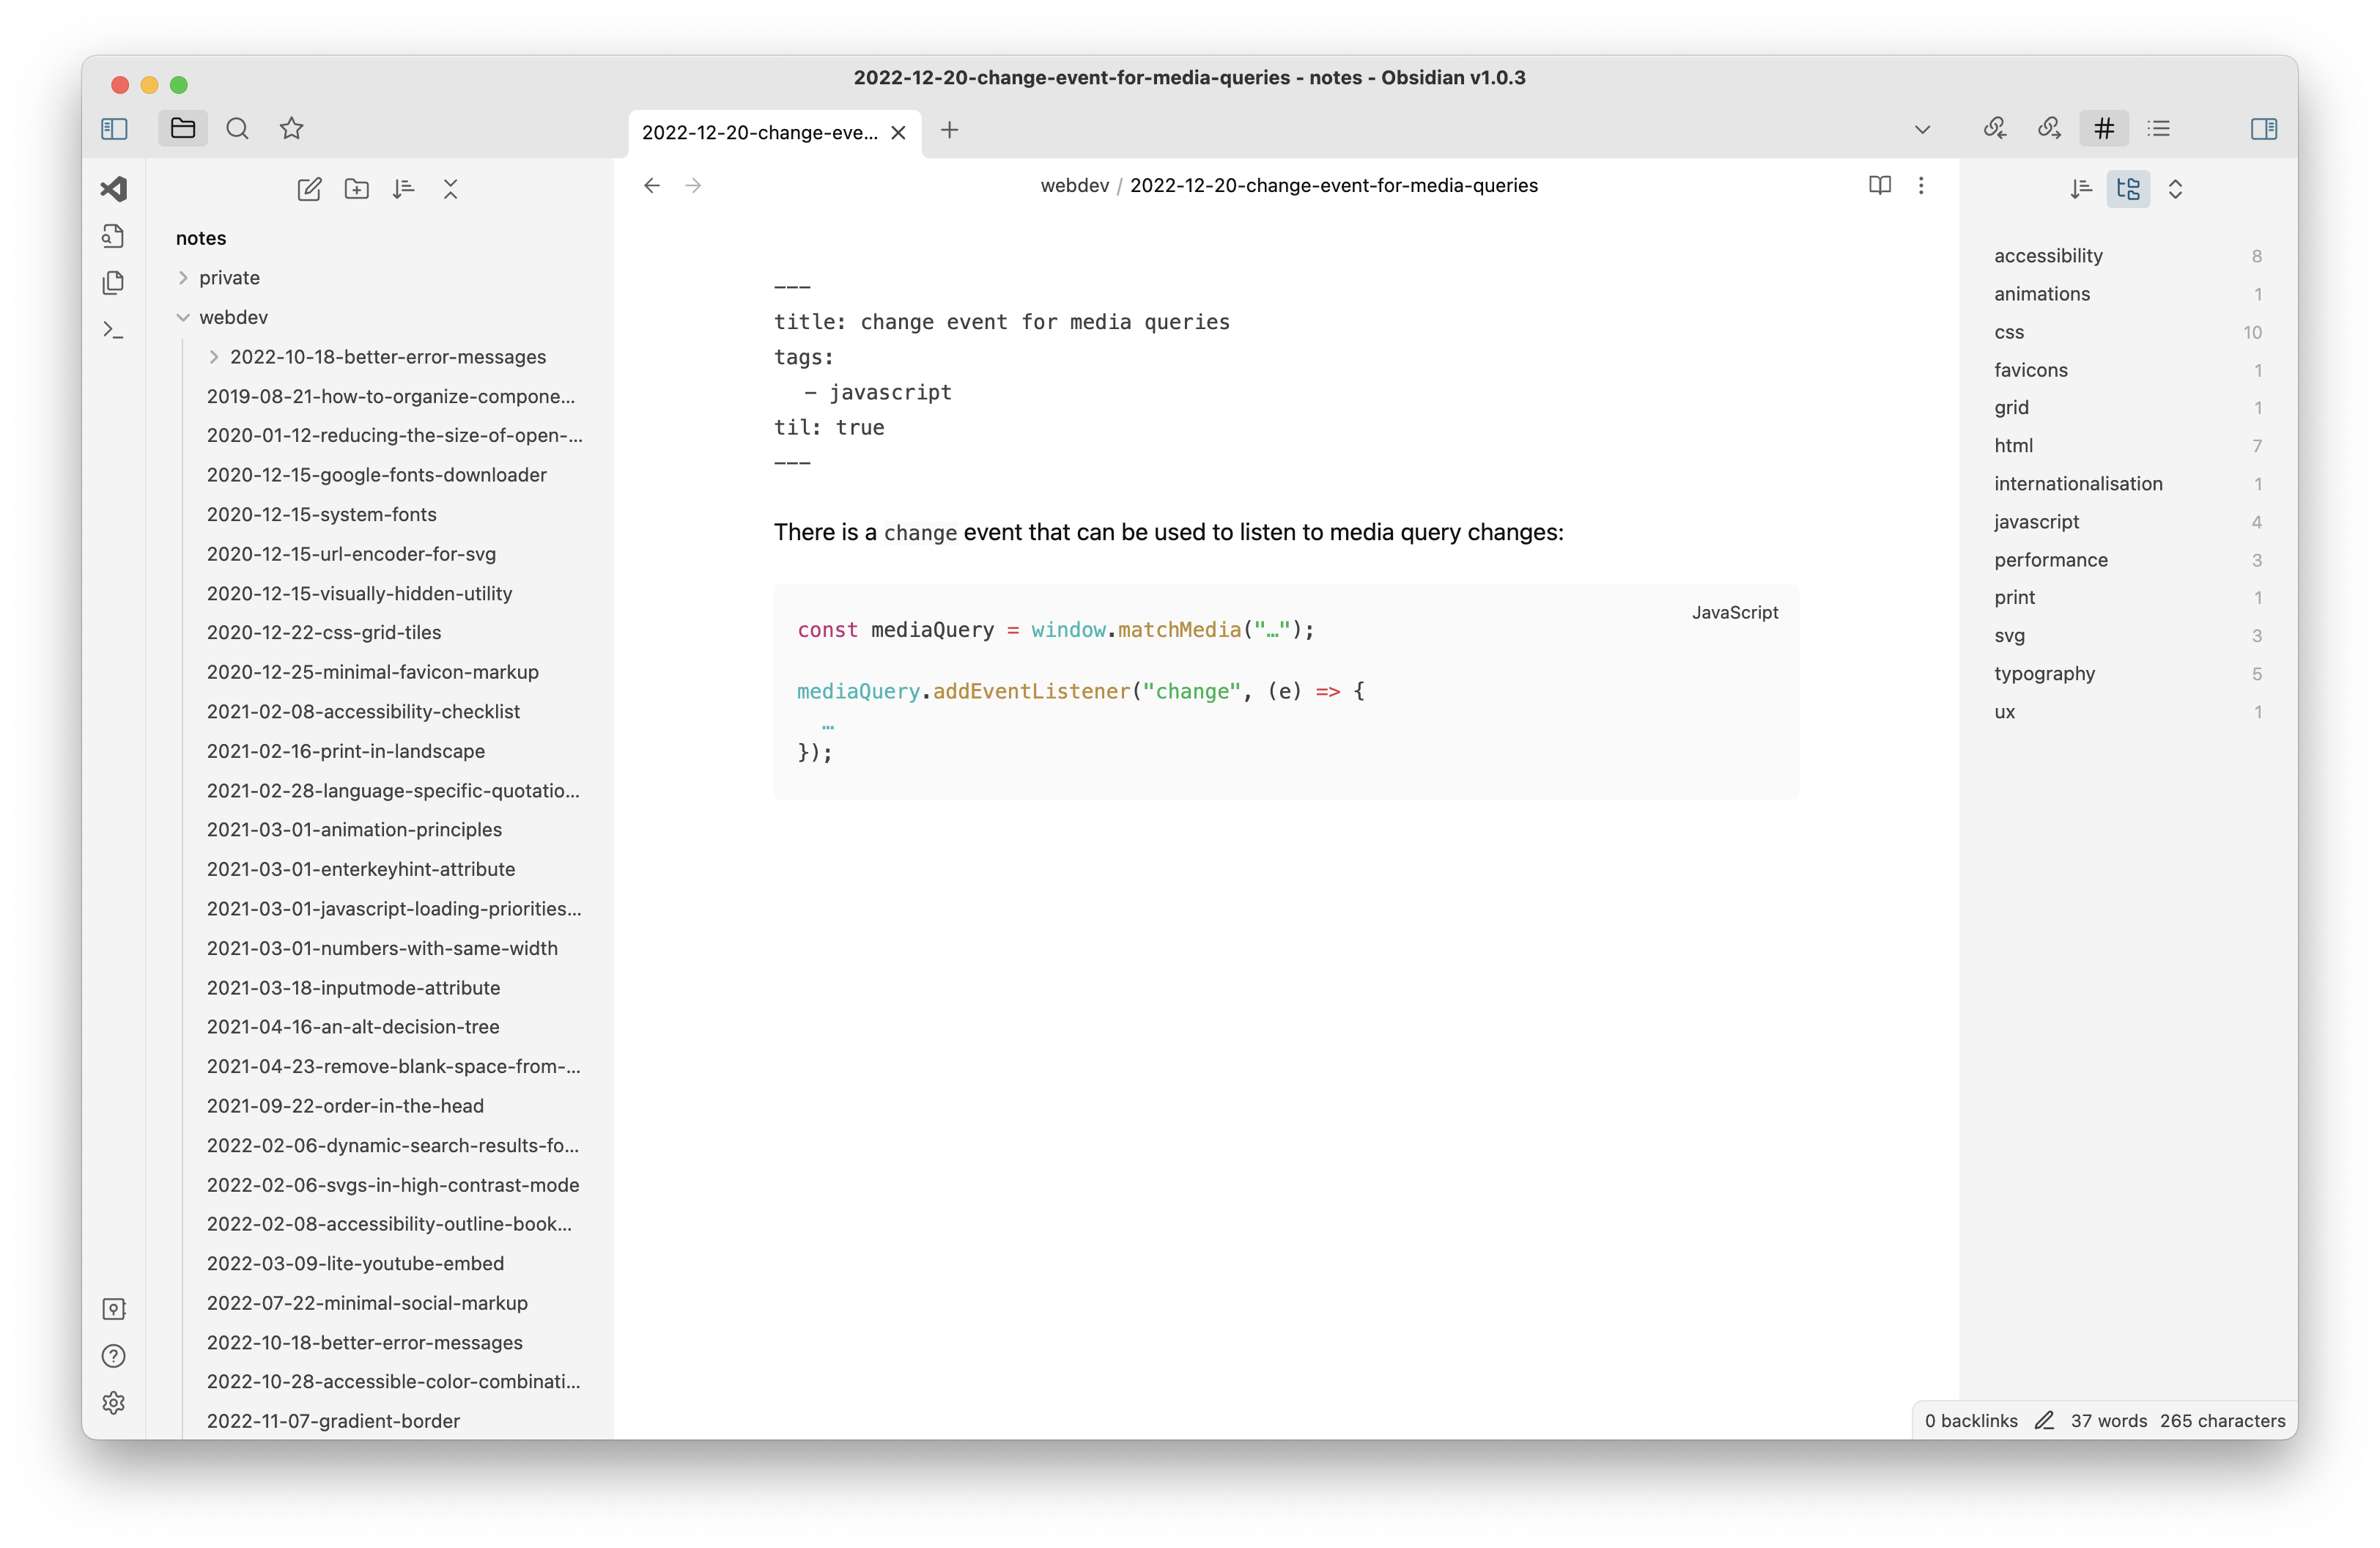 2022-12-20-change-event-for-media-queries - notes - Obsidian v1.0.3
2022-12-20-change-eve...
webdev / 2022-12-20-change-event-for-media-queries
notes
private
webdev
2022-10-18-better-error-messages
2019-08-21-how-to-organize-compone...
2020-01-12-reducing-the-size-of-open-...
2020-12-15-google-fonts-downloader
2020-12-15-system-fonts
2020-12-15-url-encoder-for-svg
2020-12-15-visually-hidden-utility
2020-12-22-css-grid-tiles
2020-12-25-minimal-favicon-markup
2021-02-08-accessibility-checklist
2021-02-16-print-in-landscape
2021-02-28-language-specific-quotatio...
2021-03-01-animation-principles
2021-03-01-enterkeyhint-attribute
2021-03-01-javascript-loading-priorities...
2021-03-01-numbers-with-same-width
2021-03-18-inputmode-attribute
2021-04-16-an-alt-decision-tree
2021-04-23-remove-blank-space-from-...
2021-09-22-order-in-the-head
2022-02-06-dynamic-search-results-fo...
2022-02-06-svgs-in-high-contrast-mode
2022-02-08-accessibility-outline-book...
2022-03-09-lite-youtube-embed
2022-07-22-minimal-social-markup
2022-10-18-better-error-messages
2022-10-28-accessible-color-combinati...
2022-11-07-gradient-border
---
title: change event for media queries
tags:
- javascript
til: true
---
There is a change event that can be used to listen to media query changes:
JavaScript
const mediaQuery = window.matchMedia("…");
mediaQuery.addEventListener("change", (e) => {
…
});
accessibility 8
animations 1
css 10
favicons 1
grid 1
html 7
internationalisation 1
javascript 4
performance 3
print 1
svg 3
typography 5
ux 1
0 backlinks 37 words 265 characters